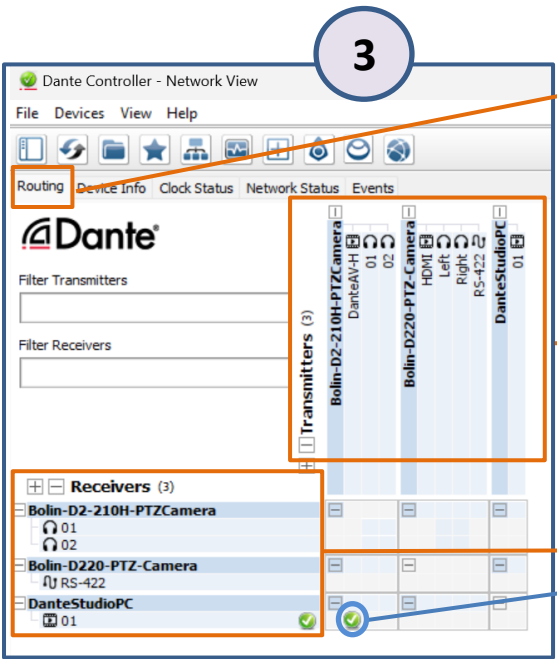 3
Dante Controller - Network View
File Devices View Help
Routing Device Info Clock Status Network Status Events
Dante®
Filter Transmitters
Filter Receivers
Transmitters (3)
Bolin-D2-210H-PTZCamera
DanteAV-H
01
02
Bolin-D220-PTZ-Camera
HDMI
Left
Right
RS-422
DanteStudioPC
01
Receivers (3)
Bolin-D2-210H-PTZCamera
01
02
Bolin-D220-PTZ-Camera
RS-422
DanteStudioPC
01